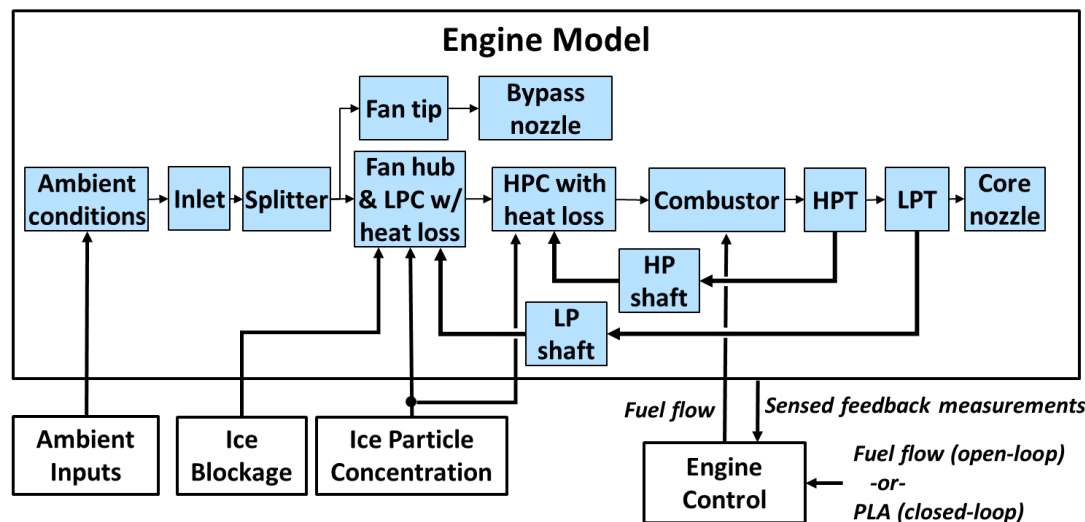 Engine Model
Fan tip
Bypass
nozzle
Ambient
conditions
Inlet
Splitter
Fan hub
& LPC w/
heat loss
HPC with
heat loss
Combustor
HPT
LPT
Core
nozzle
HP
shaft
LP
shaft
Fuel flow
Sensed feedback measurements
Ambient
Inputs
Ice
Blockage
Ice Particle
Concentration
Engine
Control
Fuel flow (open-loop)
-or-
PLA (closed-loop)